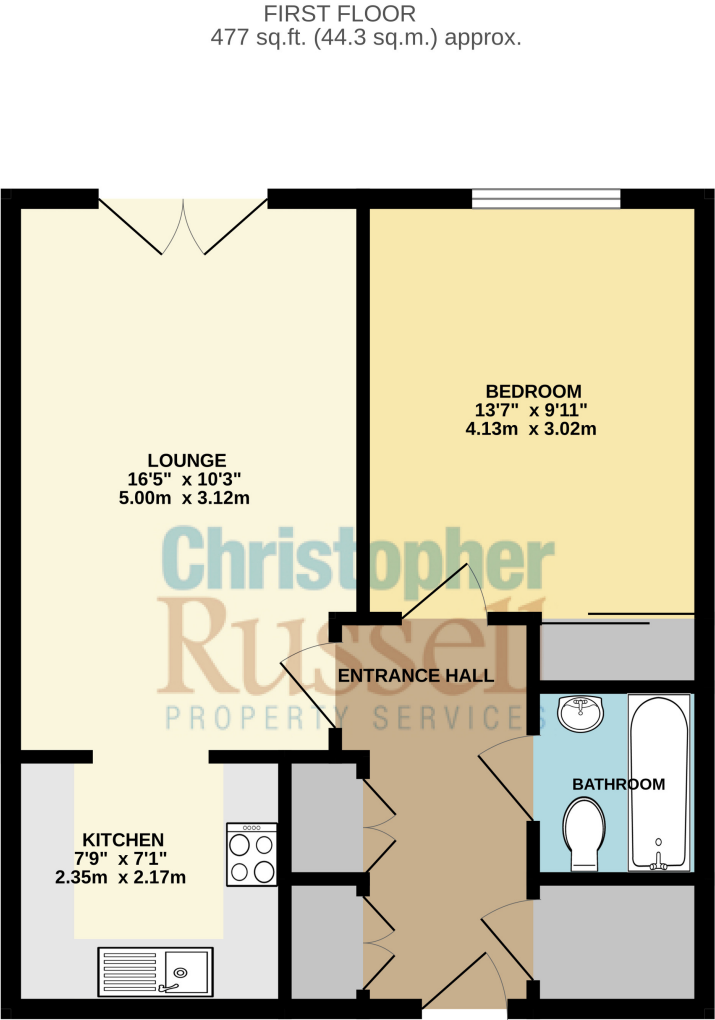 FIRST FLOOR
477 sq.ft. (44.3 sq.m.) approx.
BEDROOM
13'7" x 9'11"
4.13m x 3.02m
LOUNGE
16'5" x 10'3"
5.00m x 3.12m
Christopher
Russell
PROPERTY SERVICES
ENTRANCE HALL
BATHROOM
KITCHEN
7'9" x 7'1"
2.35m x 2.17m